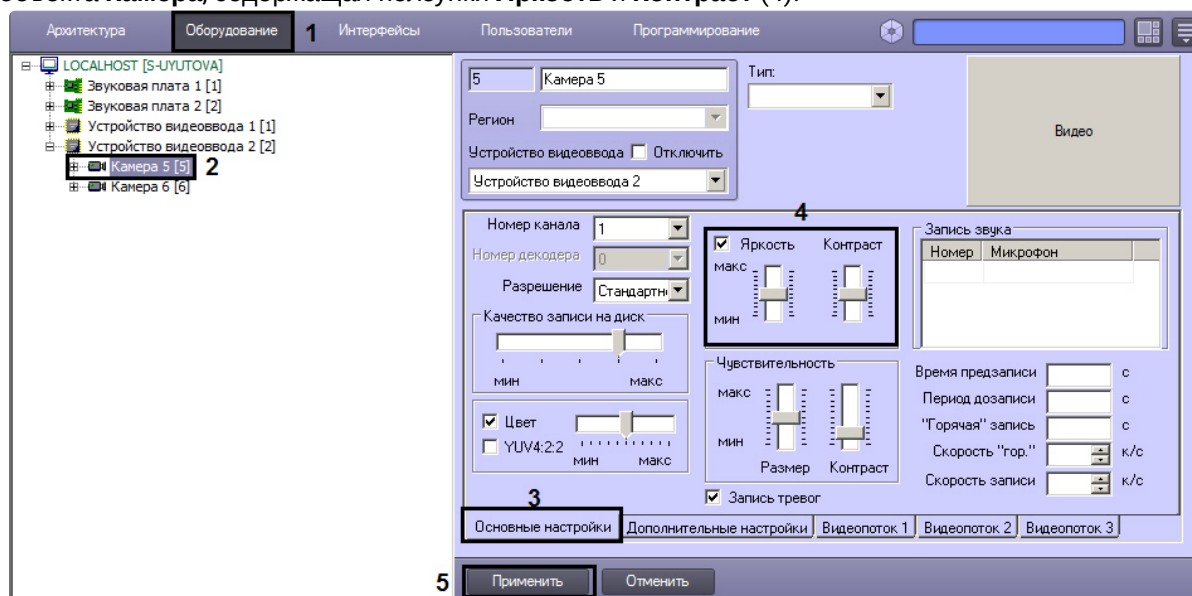 объекта Камера, содержащая ползунки Яркость и Контраст (4).
Архитектура Оборудование 1 Интерфейсы Пользователи Программирование
LOCALHOST [S-UYUTOVA]
Звуковая плата 1 [1]
Звуковая плата 2 [2]
Устройство видеоввода 1 [1]
Устройство видеоввода 2 [2]
Камера 5 [5] 2
Камера 6 [6]
5 Камера 5
Тип:
Регион
Устройство видеоввода Отключить
Устройство видеоввода 2
Видео
Номер канала 1
Номер декодера 0
Разрешение Стандартн
Качество записи на диск
мин макс
Цвет
YUV4:2:2
мин макс
4
Яркость Контраст
макс
мин
Чувствительность
макс
мин
Размер Контраст
Запись тревог
Запись звука
Номер Микрофон
Время предзаписи с
Период дозаписи с
"Горячая" запись с
Скорость "гор." к/с
Скорость записи к/с
3
Основные настройки Дополнительные настройки Видеопоток 1 Видеопоток 2 Видеопоток 3
5 Применить Отменить